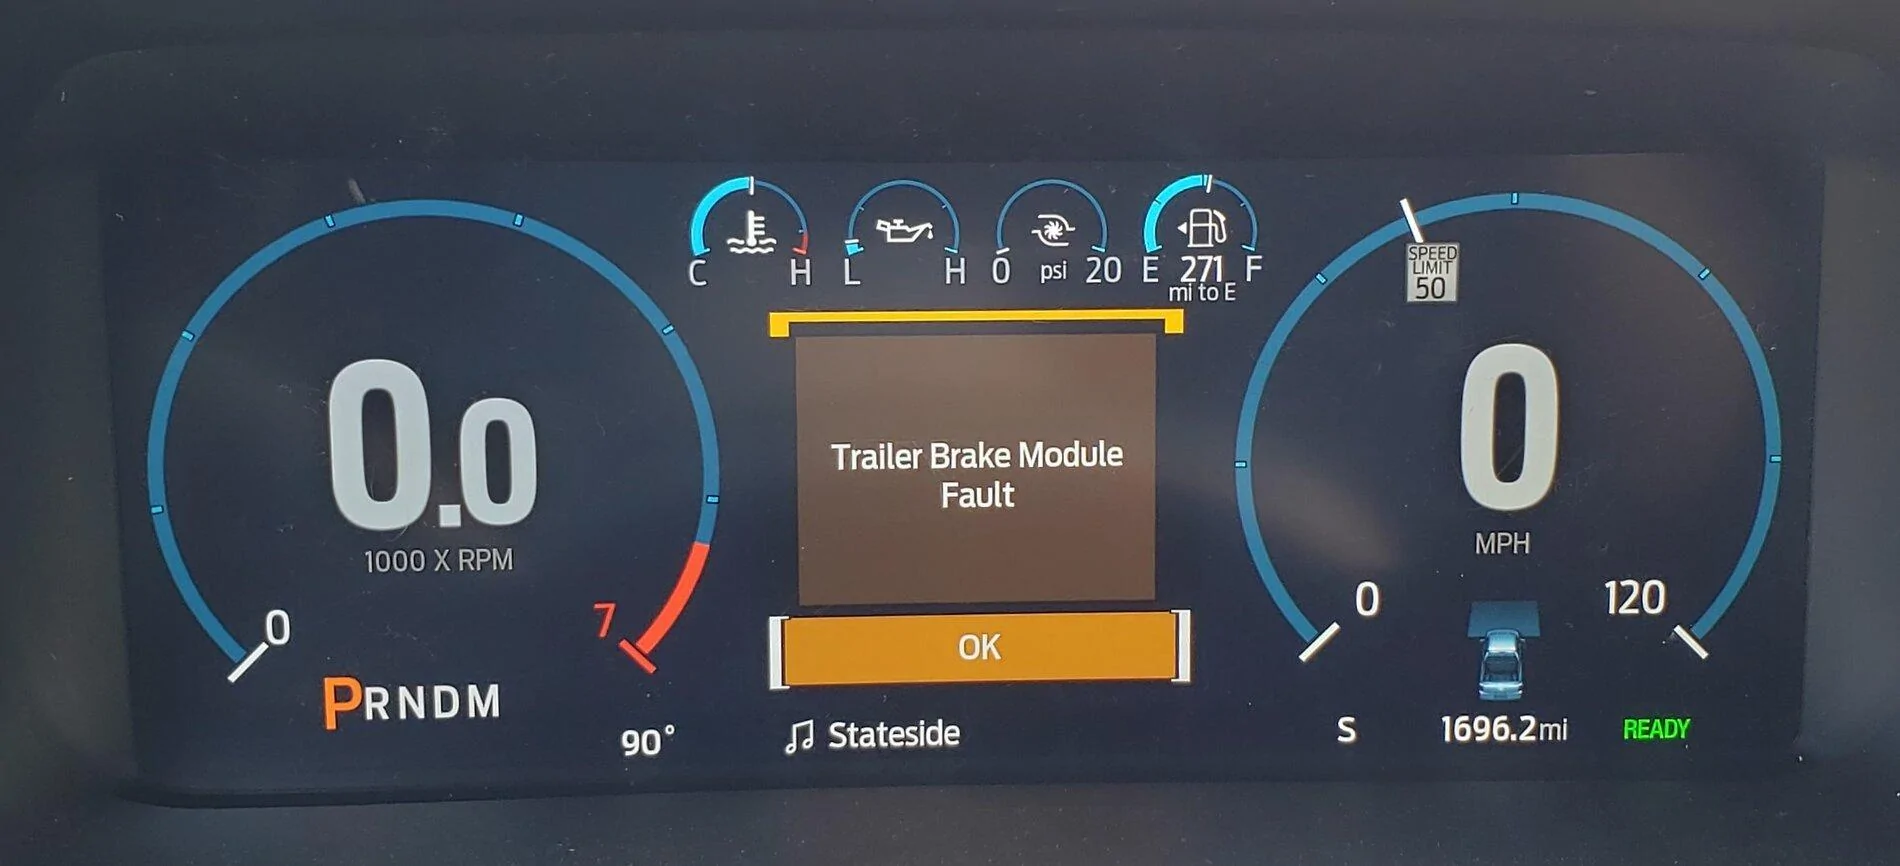 C H
L H
0 psi 20
E 271 F
mi to E
SPEED
LIMIT
50
0.0
1000 X RPM
0
7
Trailer Brake Module
Fault
OK
0
MPH
0
120
PRNDM
90°
Stateside
S
1696.2mi
READY